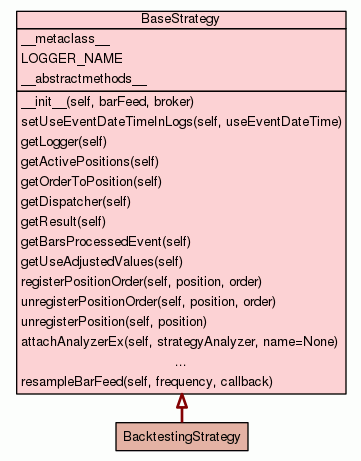 BaseStrategy
__metaclass__
LOGGER_NAME
__abstractmethods__
__init__(self, barFeed, broker)
setUseEventDateTimeInLogs(self, useEventDateTime)
getLogger(self)
getActivePositions(self)
getOrderToPosition(self)
getDispatcher(self)
getResult(self)
getBarsProcessedEvent(self)
getUseAdjustedValues(self)
registerPositionOrder(self, position, order)
unregisterPositionOrder(self, position, order)
unregisterPosition(self, position)
attachAnalyzerEx(self, strategyAnalyzer, name=None)
...
resampleBarFeed(self, frequency, callback)
BacktestingStrategy